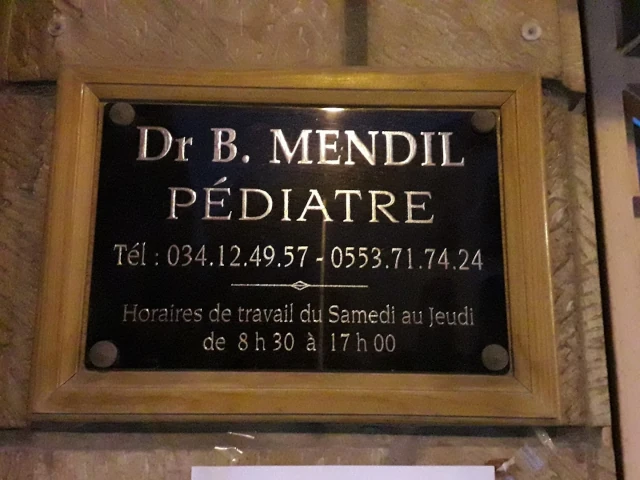 Dr B. MENDIL
PÉDIATRE
Tél : 034.12.49.57 - 0553.71.74.24
Horaires de travail du Samedi au Jeudi
de 8 h 30 à 17 h 00